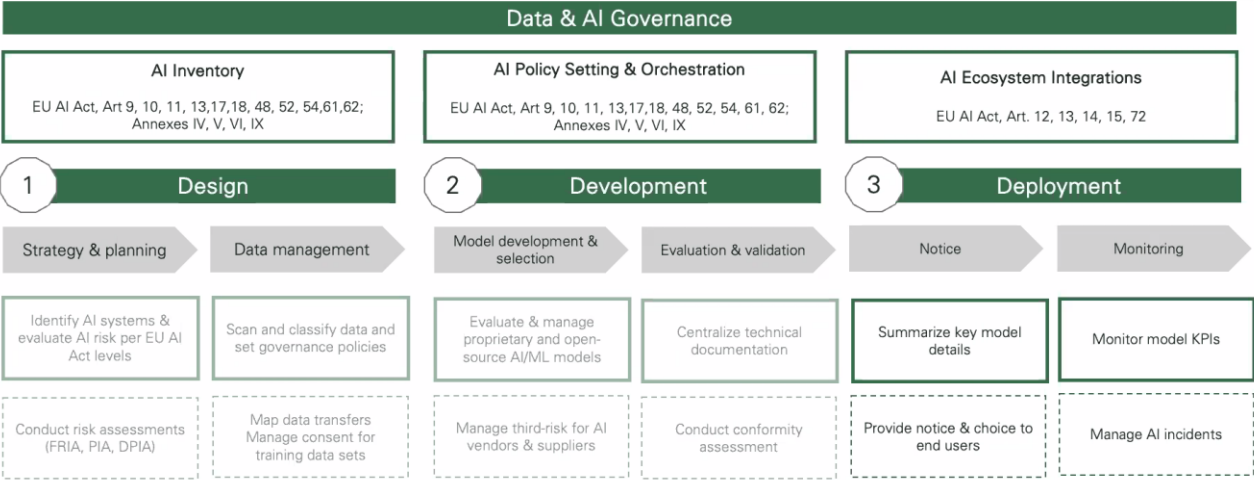 Data & AI Governance
AI Inventory
EU AI Act, Art 9, 10, 11, 13,17,18, 48, 52, 54,61,62;
Annexes IV, V, VI, IX
AI Policy Setting & Orchestration
EU AI Act, Art 9, 10, 11, 13,17,18, 48, 52, 54, 61, 62;
Annexes IV, V, VI, IX
AI Ecosystem Integrations
EU AI Act, Art. 12, 13, 14, 15, 72
1
Design
2
Development
3
Deployment
Strategy & planning
Data management
Model development &
selection
Evaluation & validation
Notice
Monitoring
Identify AI systems &
evaluate AI risk per EU AI
Act levels
Scan and classify data and
set governance policies
Evaluate & manage
proprietary and open-
source AI/ML models
Centralize technical
documentation
Summarize key model
details
Monitor model KPIs
Conduct risk assessments
(FRIA, PIA, DPIA)
Map data transfers
Manage consent for
training data sets
Manage third-risk for AI
vendors & suppliers
Conduct conformity
assessment
Provide notice & choice to
end users
Manage AI incidents